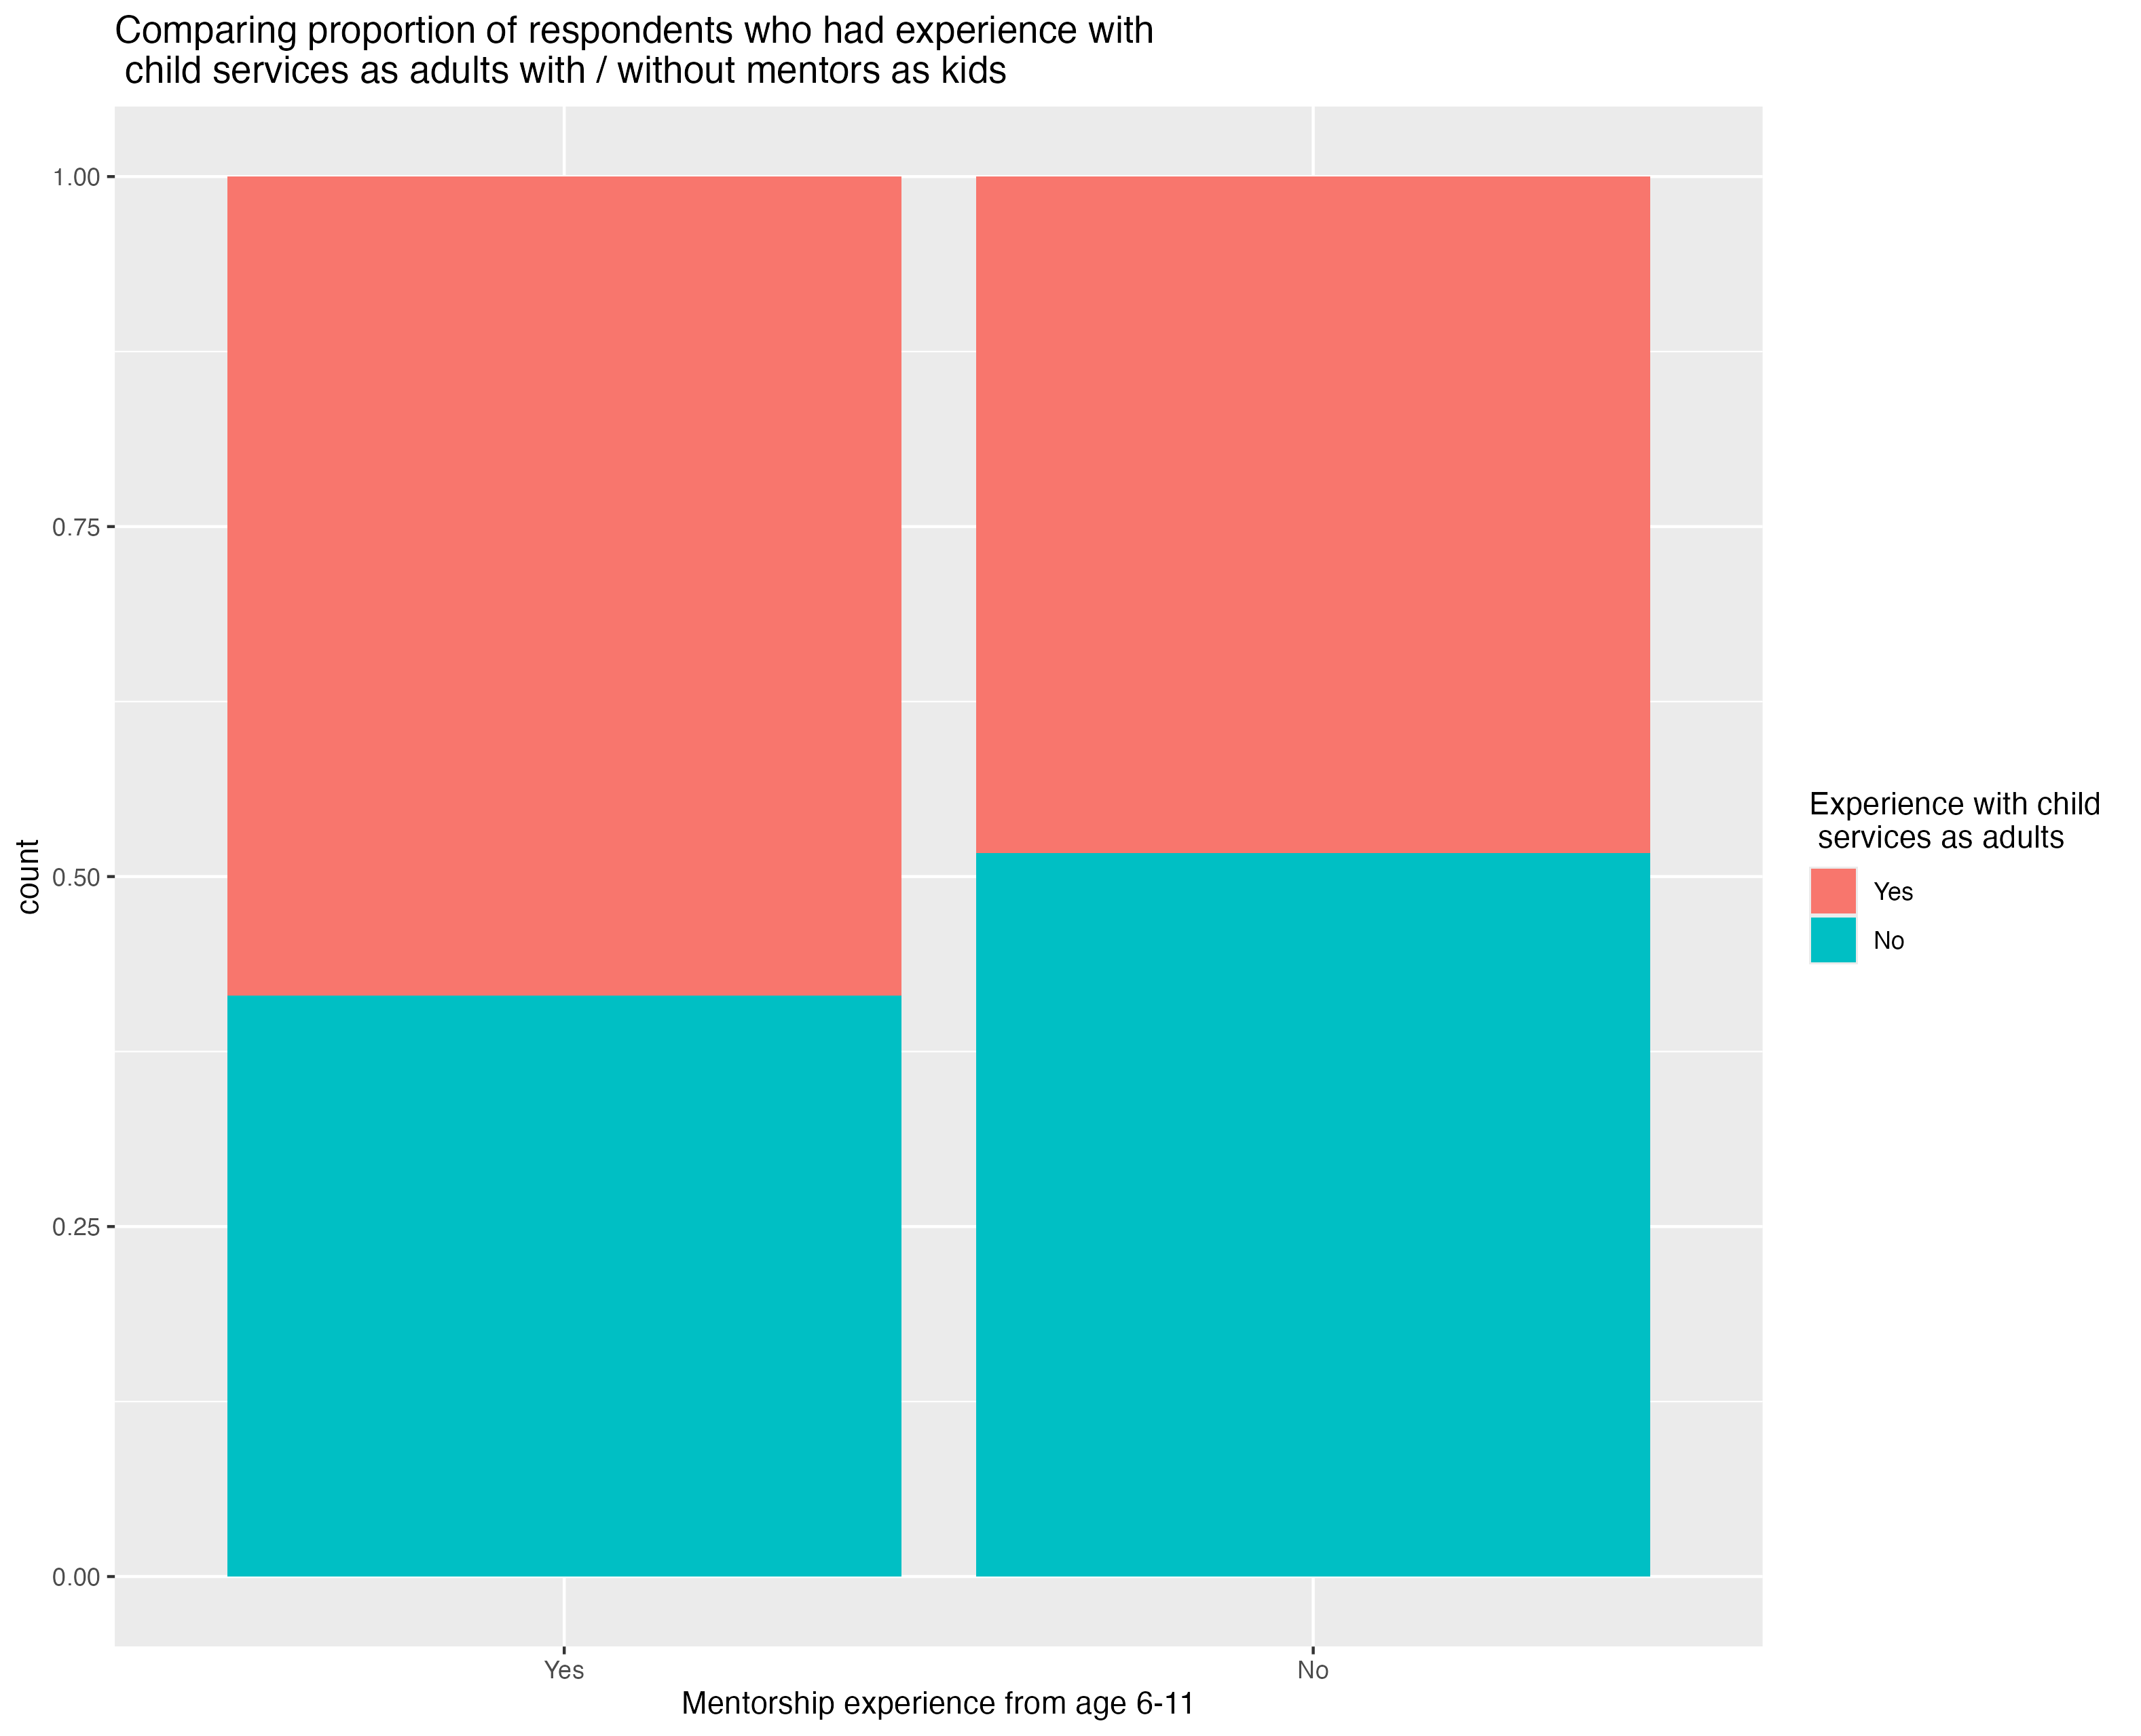 Comparing proportion of respondents who had experience with
child services as adults with / without mentors as kids
1.00
0.75
0.50
0.25
0.00
count
Yes
No
Mentorship experience from age 6-11
Experience with child
services as adults
Yes
No